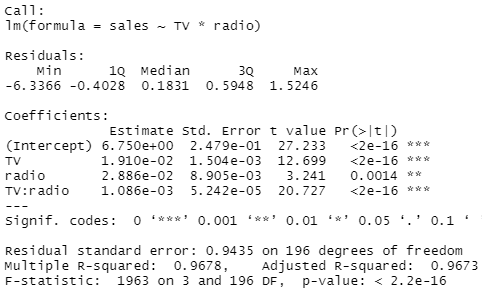 Call:
lm(formula = sales ~ TV * radio)
Residuals:
Min 1Q Median 3Q Max
-6.3366 -0.4028 0.1831 0.5948 1.5246
Coefficients:
Estimate Std. Error t value Pr(>|t|)
(Intercept) 6.750e+00 2.479e-01 27.233 <2e-16 ***
TV 1.910e-02 1.504e-03 12.699 <2e-16 ***
radio 2.886e-02 8.905e-03 3.241 0.0014 **
TV:radio 1.086e-03 5.242e-05 20.727 <2e-16 ***
---
Signif. codes: 0 ‘***’ 0.001 ‘**’ 0.01 ‘*’ 0.05 ‘.’ 0.1 ‘
Residual standard error: 0.9435 on 196 degrees of freedom
Multiple R-squared: 0.9678, Adjusted R-squared: 0.9673
F-statistic: 1963 on 3 and 196 DF, p-value: < 2.2e-16